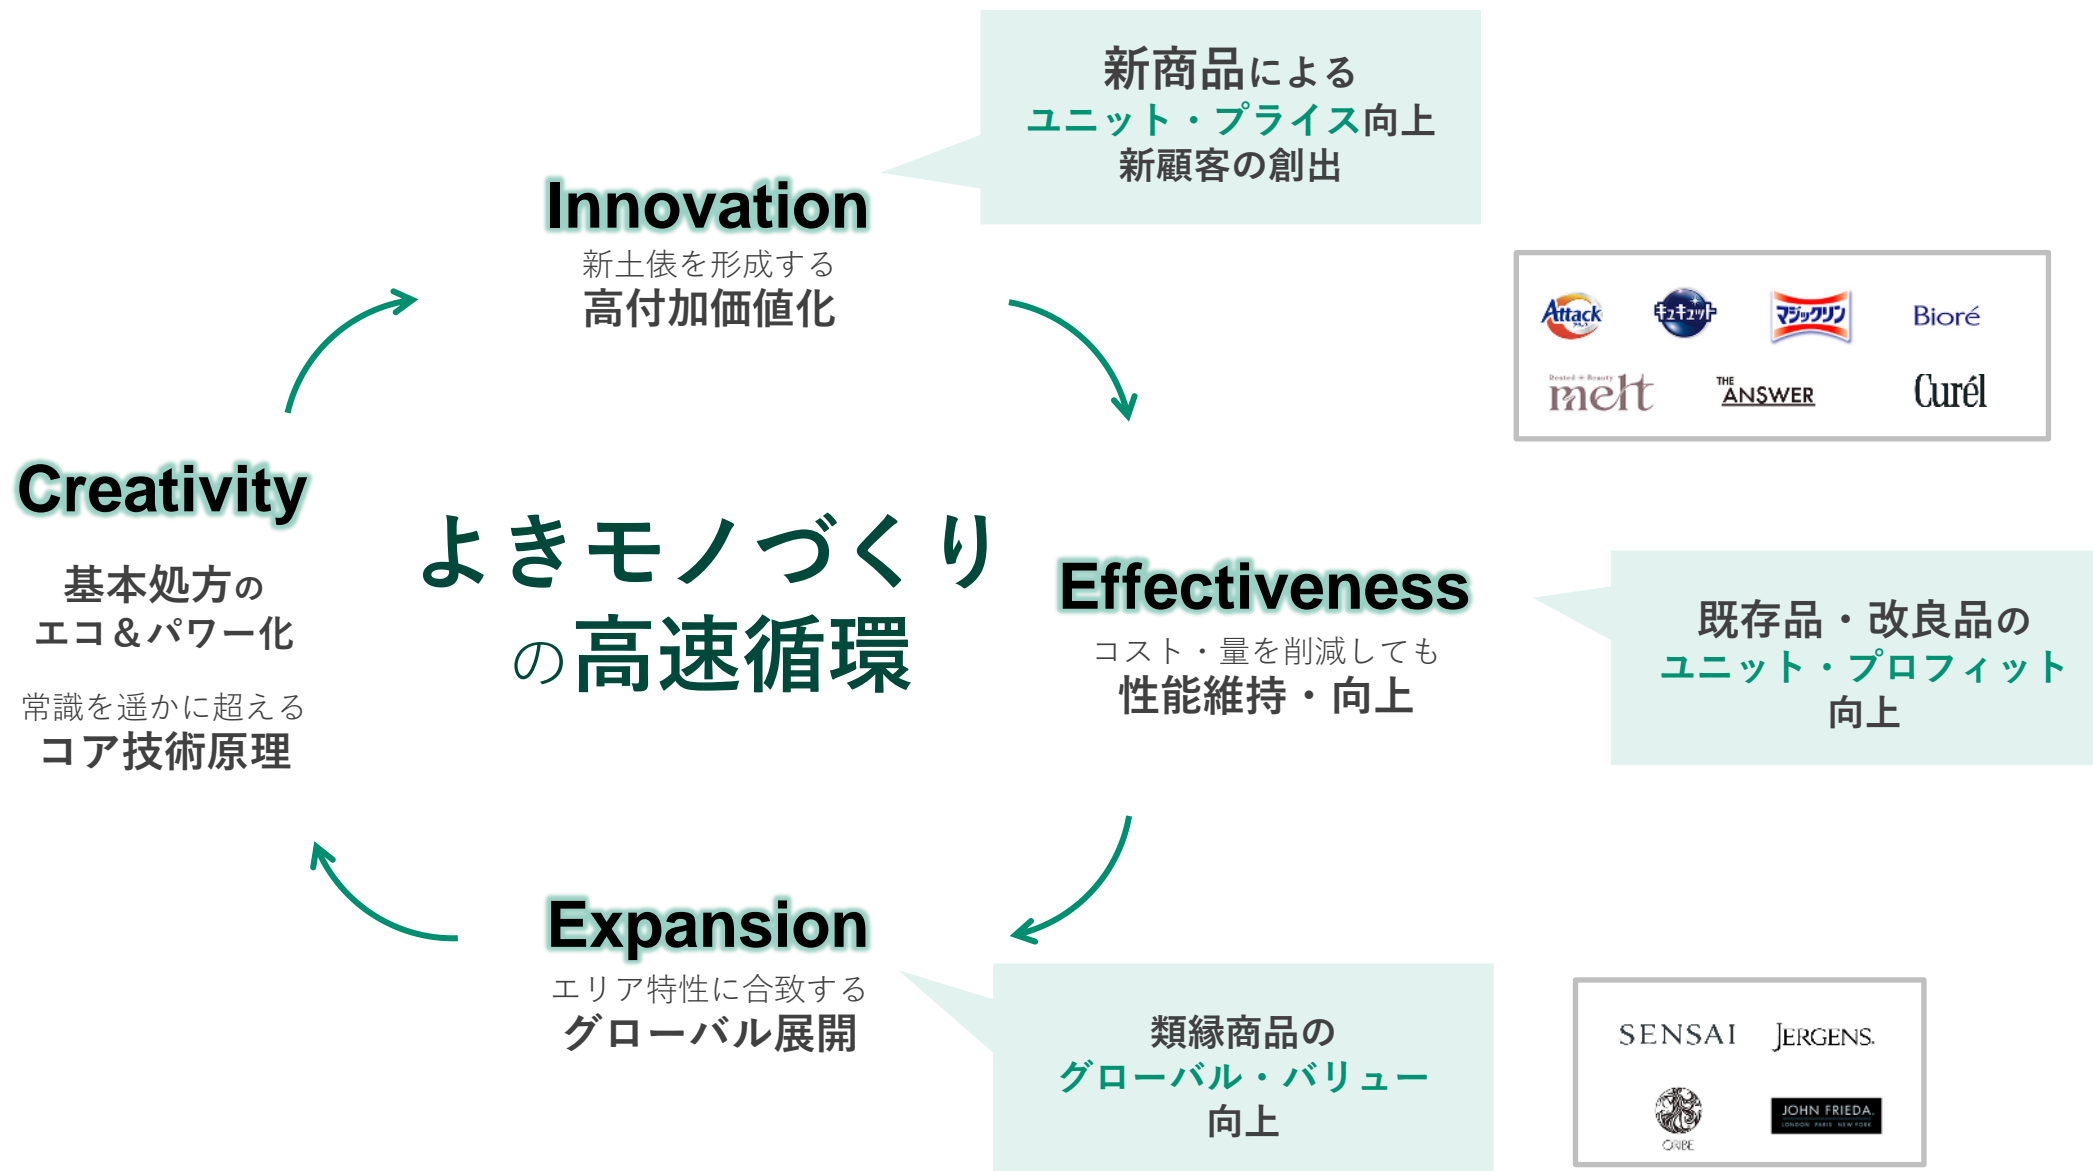 新商品による
ユニット・プライス向上
新顧客の創出
Innovation
新土俵を形成する
高付加価値化
Attack
キュキュット
マジックリン
Bioré
Rested + Beauty
melt
THE
ANSWER
Curél
Creativity
基本処方の
エコ＆パワー化
常識を遥かに超える
コア技術原理
よきモノづくり
の高速循環
Effectiveness
コスト・量を削減しても
性能維持・向上
既存品・改良品の
ユニット・プロフィット
向上
Expansion
エリア特性に合致する
グローバル展開
類縁商品の
グローバル・バリュー
向上
SENSAI
JERGENS.
ORIBE
JOHN FRIEDA.
LONDON PARIS NEW YORK